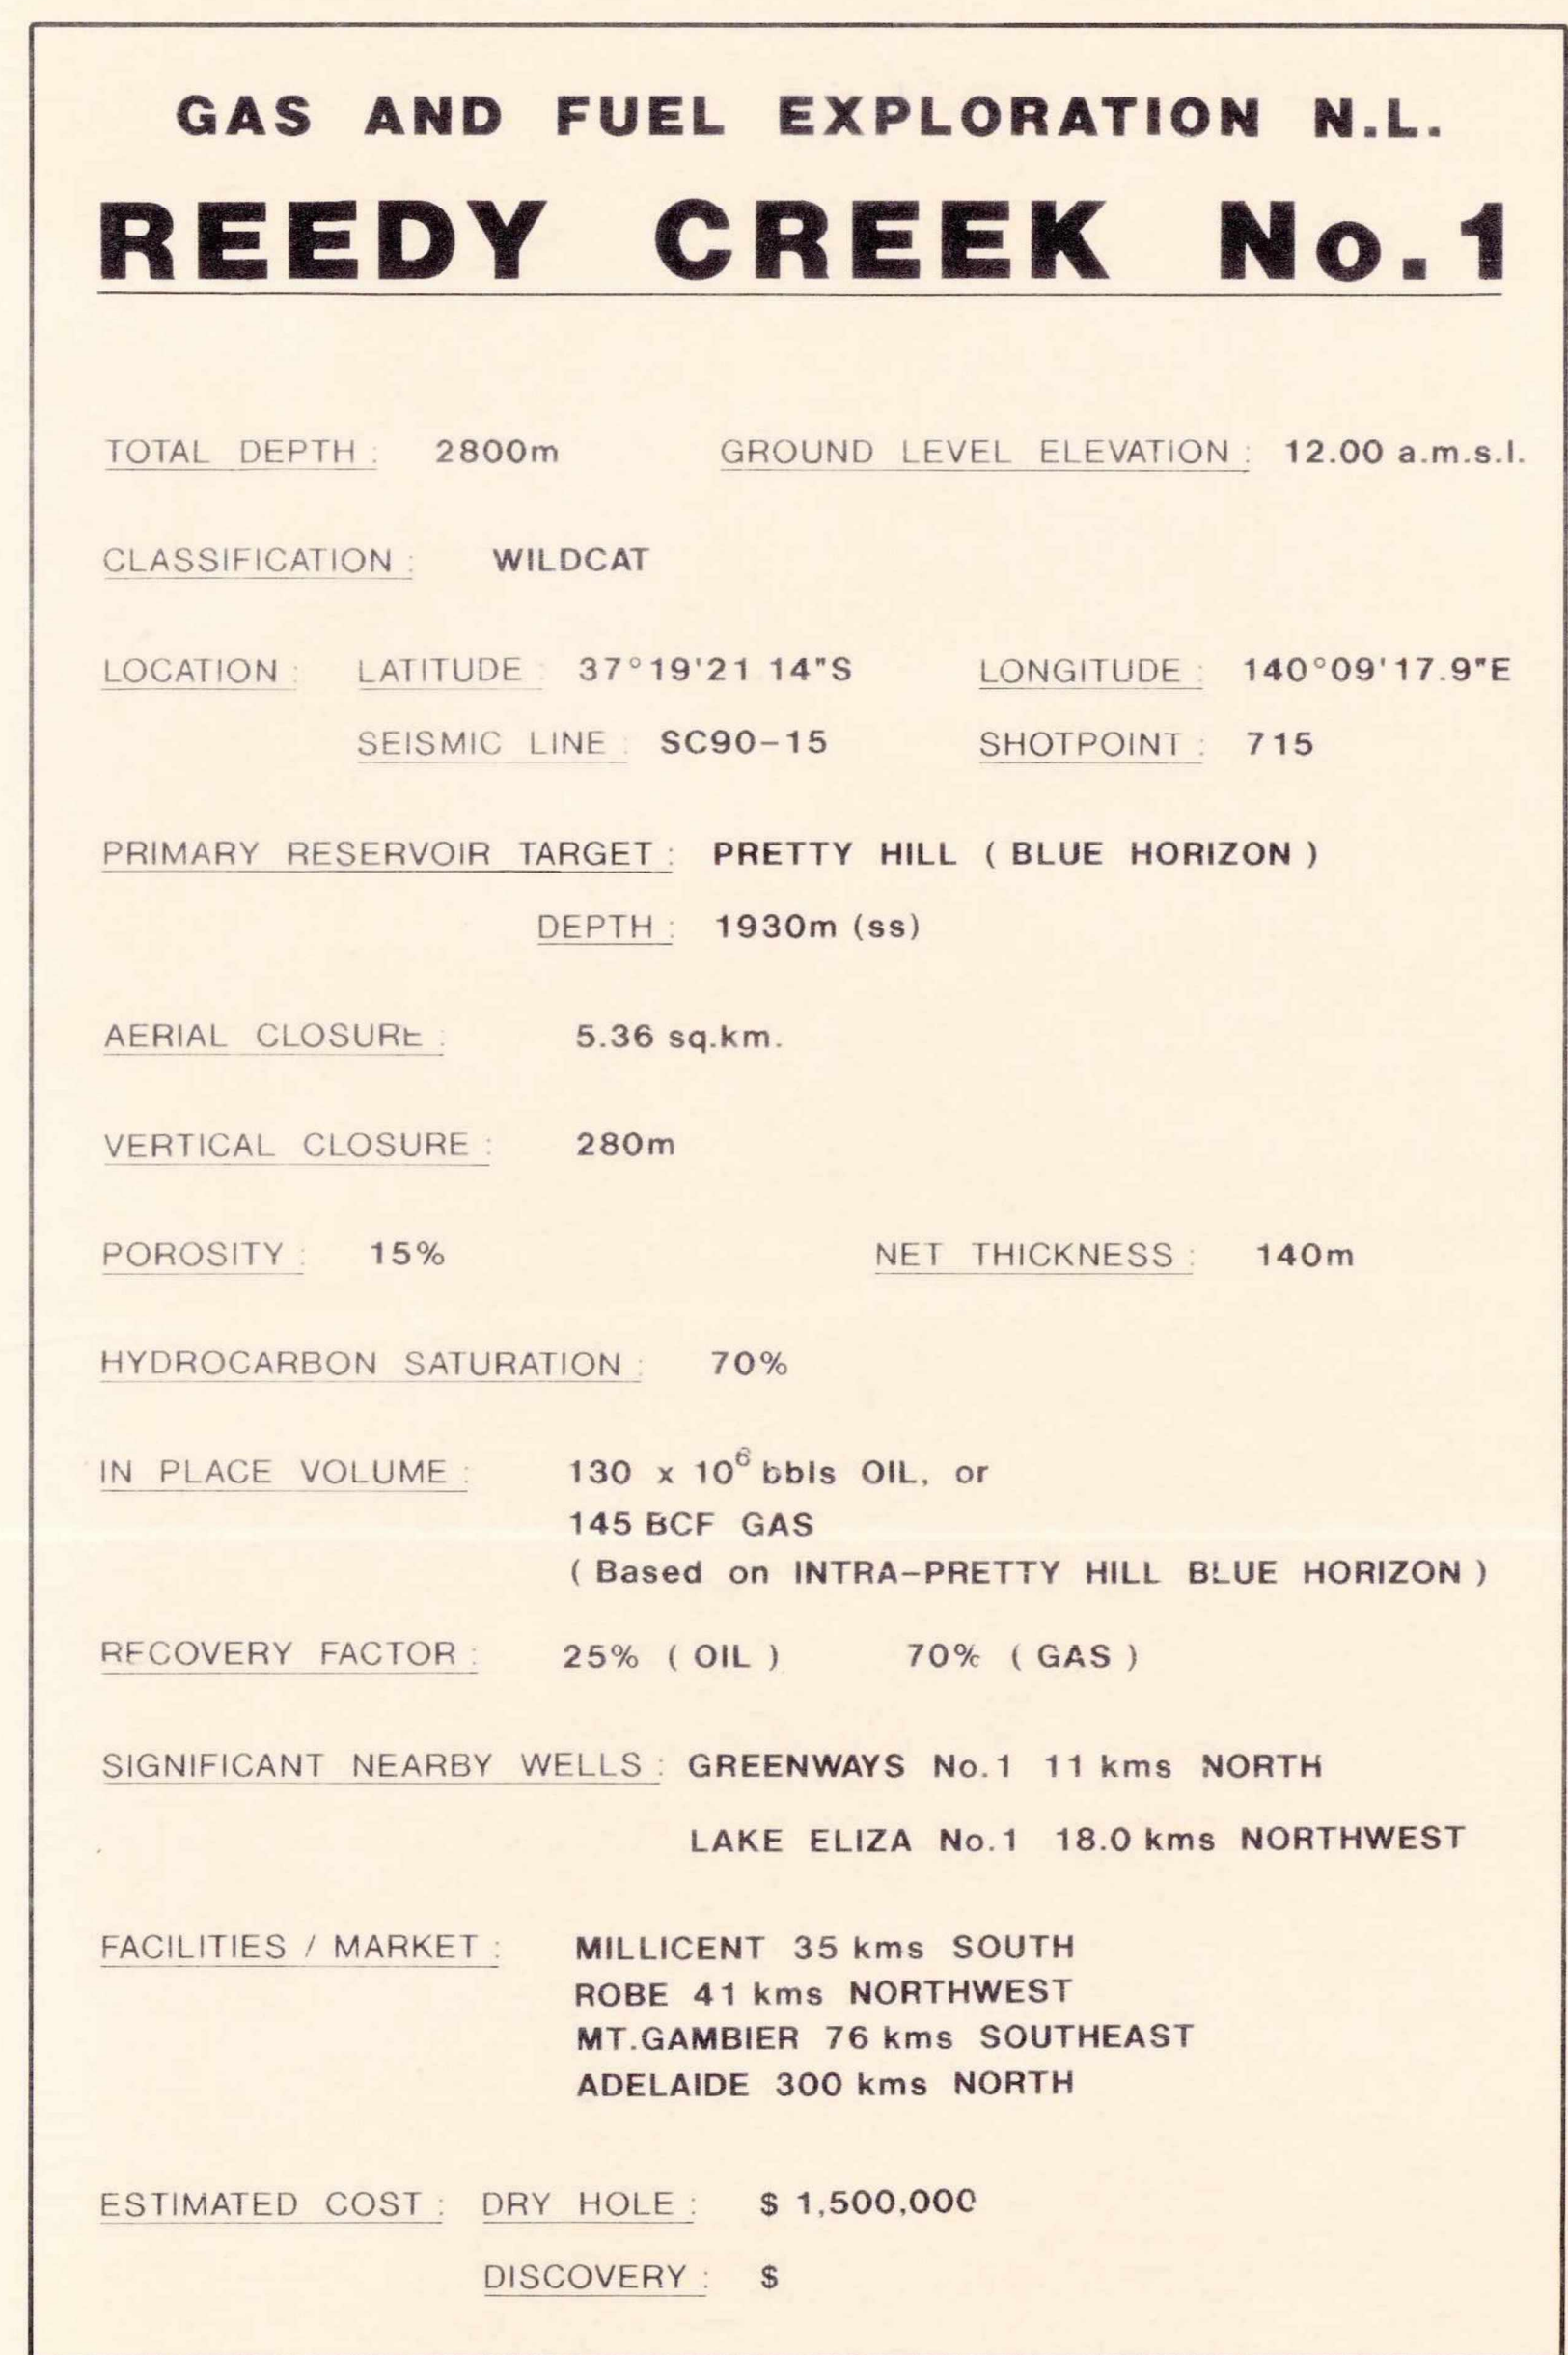 GAS AND FUEL EXPLORATION N.L.
REEDY CREEK No.1
TOTAL DEPTH : 2800m GROUND LEVEL ELEVATION : 12.00 a.m.s.l.
CLASSIFICATION : WILDCAT
LOCATION : LATITUDE : 37°19'21 14"S LONGITUDE : 140°09'17.9"E
SEISMIC LINE : SC90-15 SHOTPOINT : 715
PRIMARY RESERVOIR TARGET : PRETTY HILL ( BLUE HORIZON )
DEPTH : 1930m (ss)
AERIAL CLOSURE : 5.36 sq.km.
VERTICAL CLOSURE : 280m
POROSITY : 15% NET THICKNESS : 140m
HYDROCARBON SATURATION : 70%
IN PLACE VOLUME : 130 x 10⁶ bbls OIL, or
145 BCF GAS
( Based on INTRA-PRETTY HILL BLUE HORIZON )
RECOVERY FACTOR : 25% ( OIL ) 70% ( GAS )
SIGNIFICANT NEARBY WELLS : GREENWAYS No.1 11 kms NORTH
LAKE ELIZA No.1 18.0 kms NORTHWEST
FACILITIES / MARKET : MILLICENT 35 kms SOUTH
ROBE 41 kms NORTHWEST
MT.GAMBIER 76 kms SOUTHEAST
ADELAIDE 300 kms NORTH
ESTIMATED COST : DRY HOLE : $ 1,500,000
DISCOVERY : $